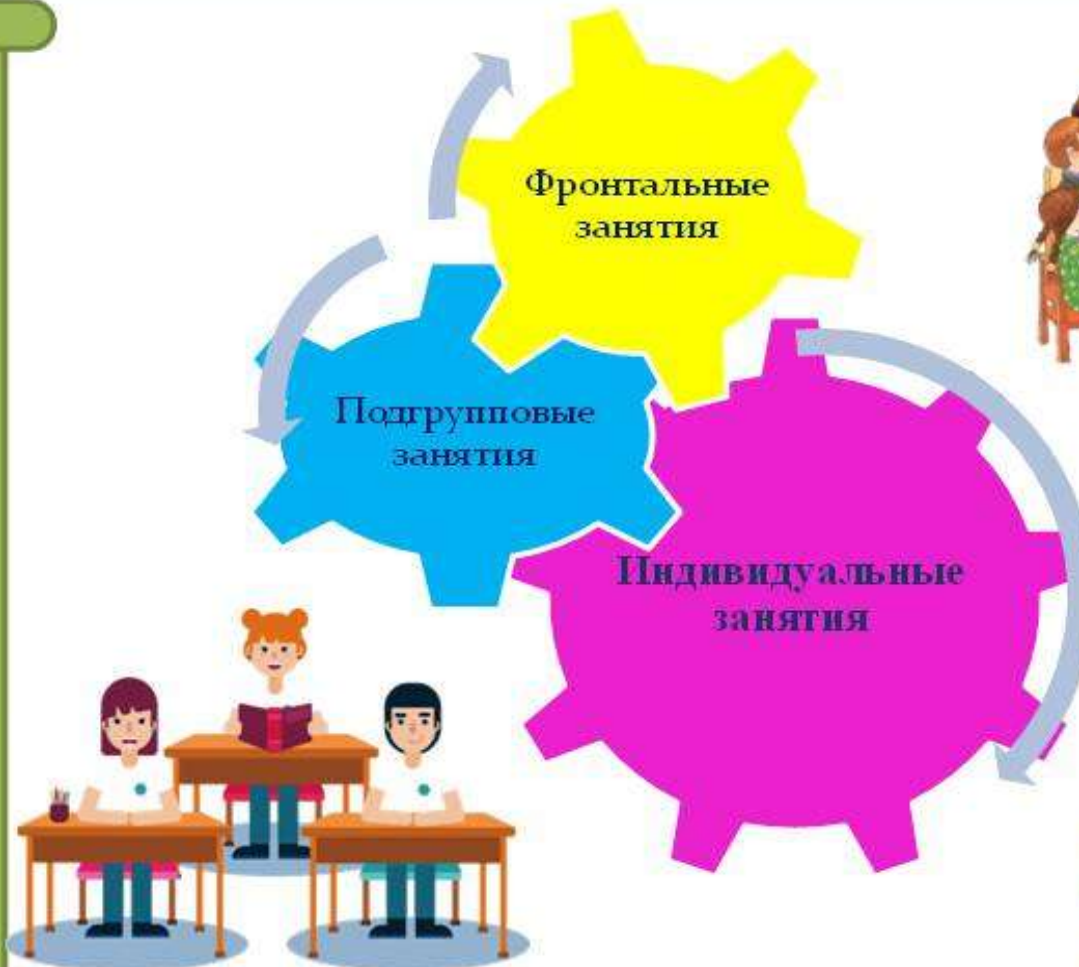 Фронтальные
занятия
Подгрупповые
занятия
Индивидуальные
занятия